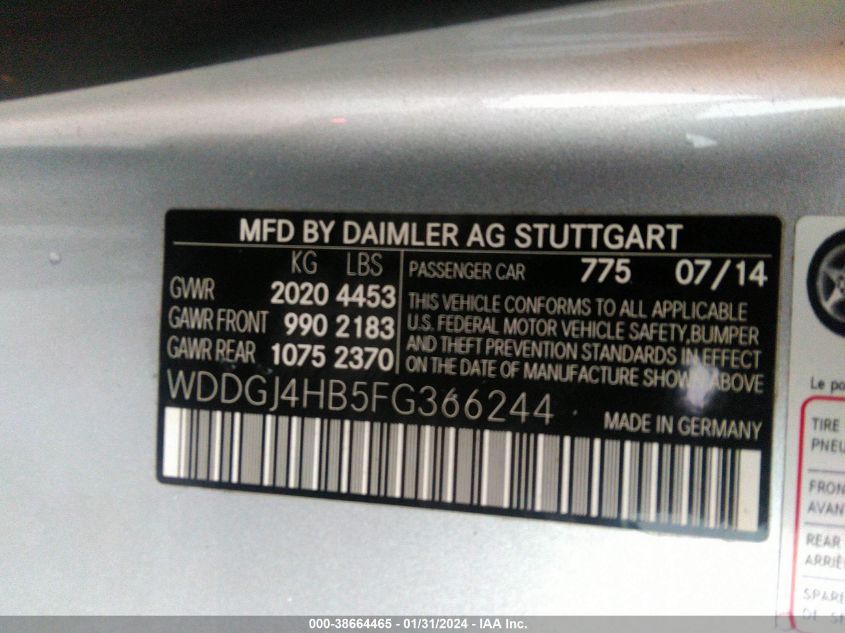 MFD BY DAIMLER AG STUTTGART
KG LBS
GVWR 2020 4453
GAWR FRONT 990 2183
GAWR REAR 1075 2370
PASSENGER CAR 775 07/14
THIS VEHICLE CONFORMS TO ALL APPLICABLE
U.S. FEDERAL MOTOR VEHICLE SAFETY, BUMPER
AND THEFT PREVENTION STANDARDS IN EFFECT
ON THE DATE OF MANUFACTURE SHOWN ABOVE
WDDGJ4HB5FG366244
MADE IN GERMANY
Le
TIRE
FRON
AVAN
REAR
ARRIÈ
SPAR
000-38664465 - 01/31/2024 - IAA Inc.